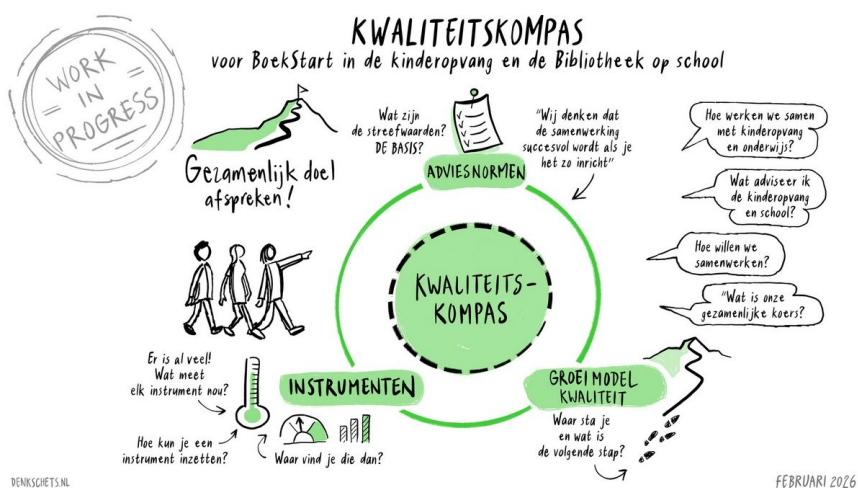 KWALITEITSKOMPAS
voor BoekStart in de kinderopvang en de Bibliotheek op school
WORK
IN
PROGRESS
Gezamenlijk doel
afspreken!
Wat zijn
de streefwaarden?
DE BASIS?
"Wij denken dat
de samenwerking
succesvol wordt als je
het zo inricht"
ADVIESNORMEN
Hoe werken we samen
met kinderopvang
en onderwijs?
Wat adviseer ik
de kinderopvang
en school?
Hoe willen we
samenwerken?
"Wat is onze
gezamenlijke koers?
KWALITEITS-
KOMPAS
Er is al veel!
Wat meet
elk instrument nou?
INSTRUMENTEN
Hoe kun je een
instrument inzetten?
Waar vind je die dan?
GROEIMODEL
KWALITEIT
Waar sta je
en wat is
de volgende stap?
DENKSCHETS.NL
FEBRUARI 2026